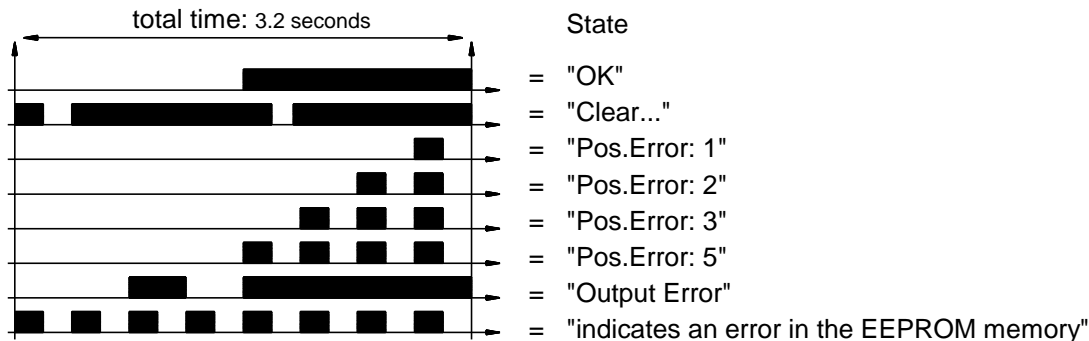 total time: 3.2 seconds
State
= "OK"
= "Clear..."
= "Pos.Error: 1"
= "Pos.Error: 2"
= "Pos.Error: 3"
= "Pos.Error: 5"
= "Output Error"
= "indicates an error in the EEPROM memory"